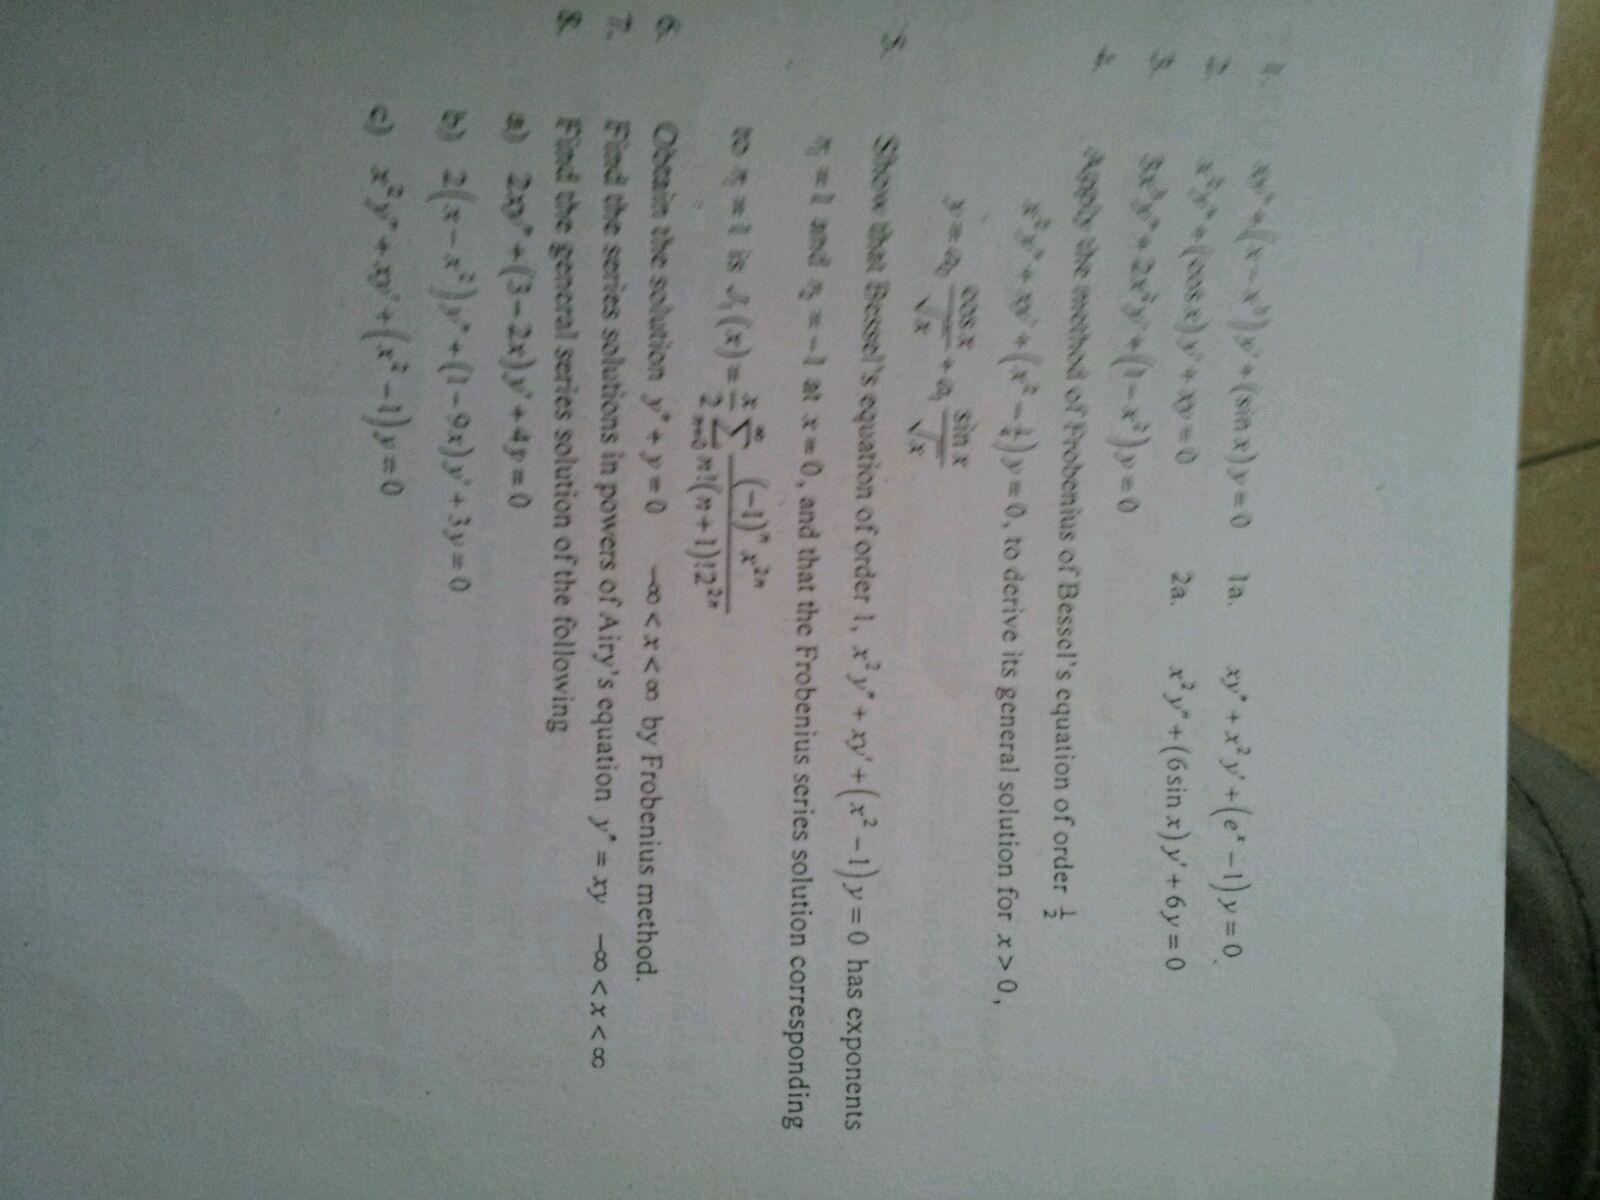 1. xy" + (x − x³)y' + (sin x)y = 0 1a. xy" + x²y' + (eˣ − 1)y = 0
2. x²y" + (cos x)y' + xy = 0 2a. x²y" + (6 sin x)y' + 6y = 0
3. 3x³y" + 2x²y' + (1 − x²)y = 0
4. Apply the method of Frobenius of Bessel's equation of order ½
x²y" + xy' + (x² − ¼)y = 0, to derive its general solution for x > 0,
y = a₀ cos x/√x + a₁ sin x/√x
5. Show that Bessel's equation of order 1, x²y" + xy' + (x² − 1)y = 0 has exponents
r₁ = 1 and r₂ = −1 at x = 0, and that the Frobenius series solution corresponding
to r₁ = 1 is J₁(x) = x/2 ∑ₙ₌₀^∞ (−1)ⁿ x²ⁿ / n!(n+1)!2²ⁿ
6. Obtain the solution y" + y = 0 −∞ < x < ∞ by Frobenius method.
7. Find the series solutions in powers of Airy's equation y" = xy −∞ < x < ∞
8. Find the general series solution of the following
a) 2xy" + (3 − 2x)y' + 4y = 0
b) 2(x − x²)y" + (1 − 9x)y' + 3y = 0
c) x²y" + xy' + (x² − 1)y = 0